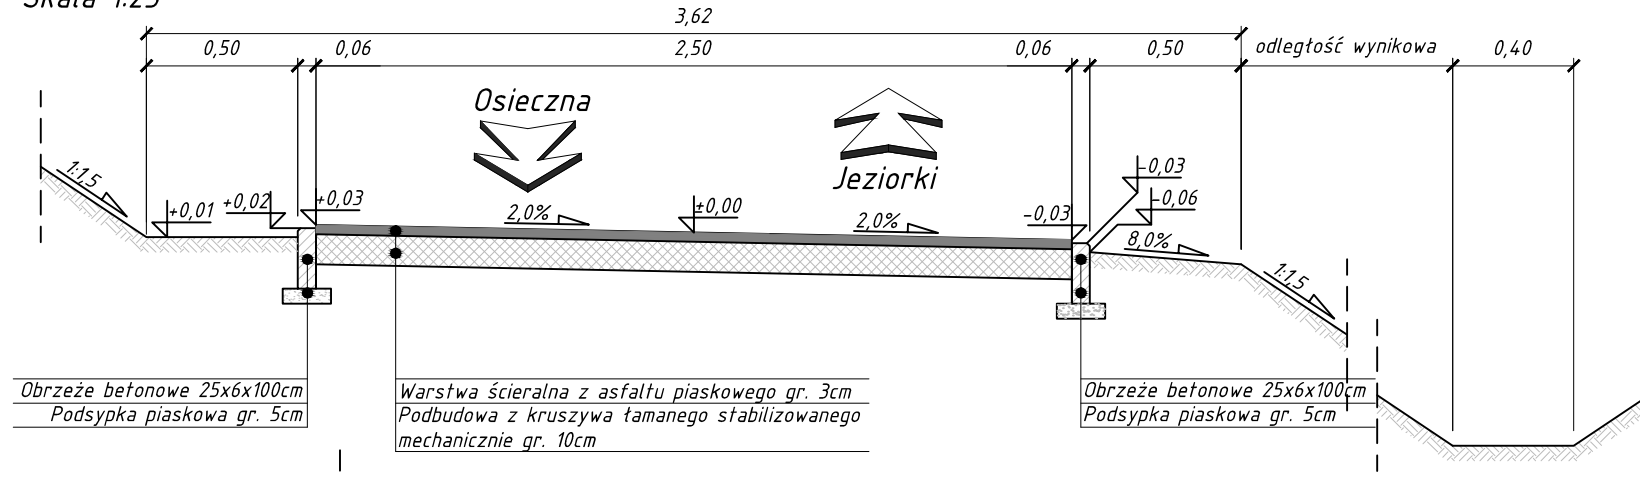 Skala 1:25
3,62
0,50 0,06 2,50 0,06 0,50 odległość wynikowa 0,40
Osieczna
Jeziorki
1:1,5
+0,01
+0,02
+0,03
2,0%
±0,00
2,0%
-0,03
-0,03
-0,06
8,0%
1:1,5
Obrzeże betonowe 25x6x100cm
Podsypka piaskowa gr. 5cm
Warstwa ścieralna z asfaltu piaskowego gr. 3cm
Podbudowa z kruszywa łamanego stabilizowanego
mechanicznie gr. 10cm
Obrzeże betonowe 25x6x100cm
Podsypka piaskowa gr. 5cm